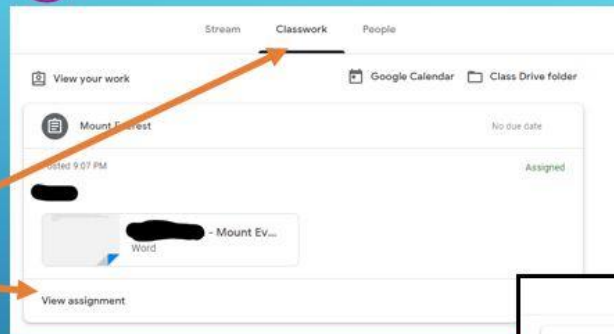 Stream Classwork People
View your work Google Calendar Class Drive folder
Mount Everest No due date
Posted 9:07 PM Assigned
- Mount Ev...
Word
View assignment